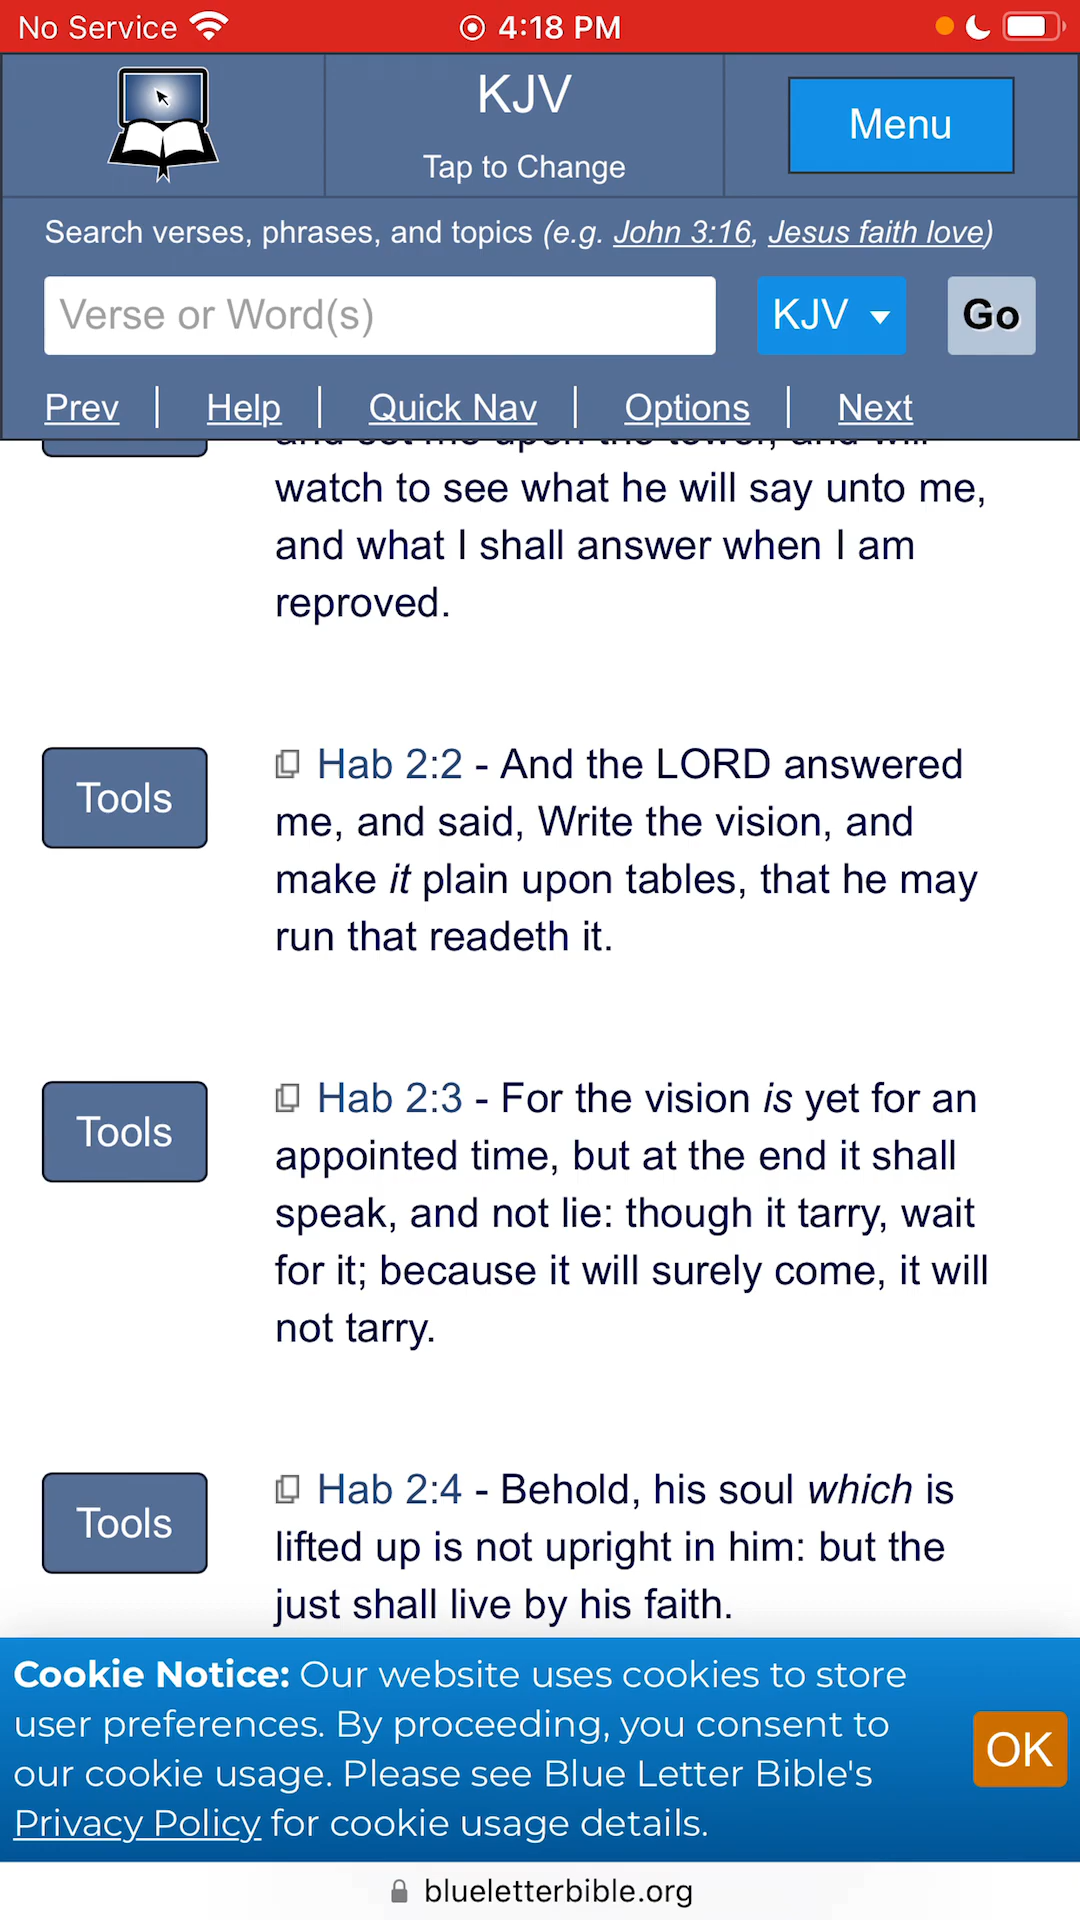 No Service 4:18 PM
KJV
Tap to Change
Menu
Search verses, phrases, and topics (e.g. John 3:16, Jesus faith love)
Verse or Word(s) KJV Go
Prev | Help | Quick Nav | Options | Next
and set me upon the tower, and will
watch to see what he will say unto me,
and what I shall answer when I am
reproved.
Tools
Hab 2:2 - And the LORD answered
me, and said, Write the vision, and
make it plain upon tables, that he may
run that readeth it.
Tools
Hab 2:3 - For the vision is yet for an
appointed time, but at the end it shall
speak, and not lie: though it tarry, wait
for it; because it will surely come, it will
not tarry.
Tools
Hab 2:4 - Behold, his soul which is
lifted up is not upright in him: but the
just shall live by his faith.
Cookie Notice: Our website uses cookies to store
user preferences. By proceeding, you consent to
our cookie usage. Please see Blue Letter Bible's
Privacy Policy for cookie usage details.
OK
blueletterbible.org